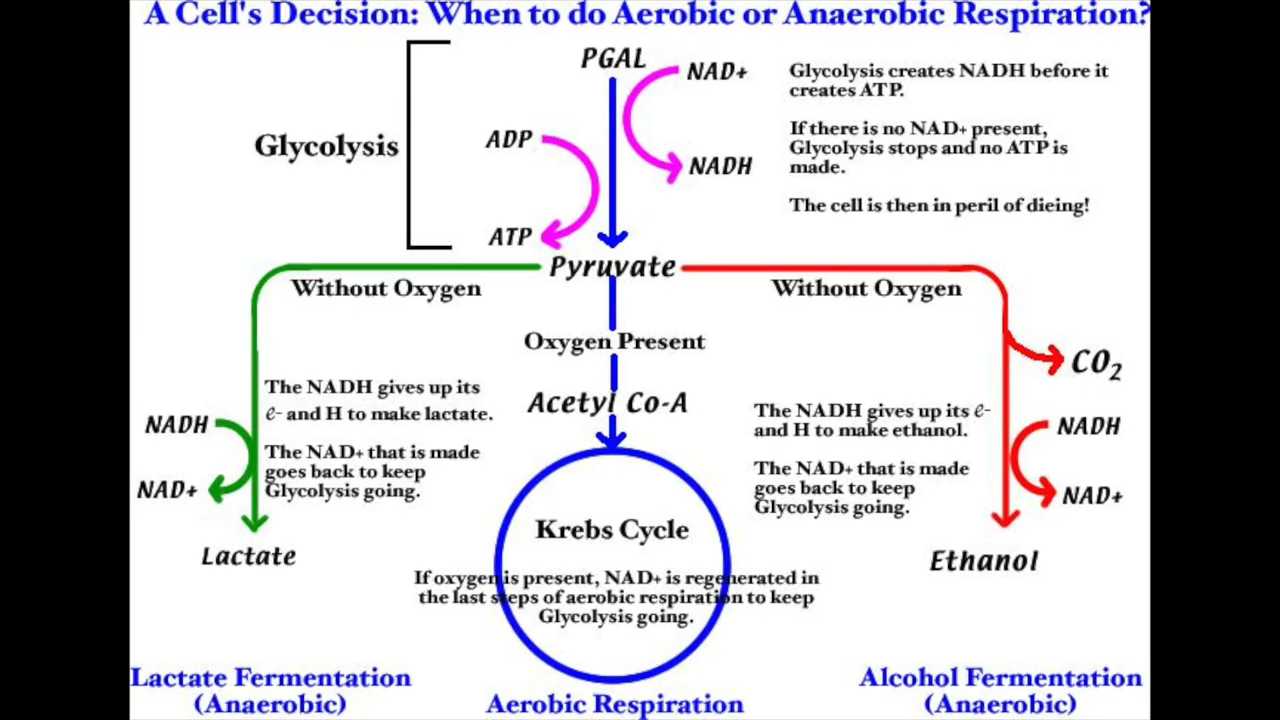 A Cell's Decision: When to do Aerobic or Anaerobic Respiration?
Glycolysis
PGAL
NAD+
ADP
NADH
ATP
Glycolysis creates NADH before it
creates ATP.
If there is no NAD+ present,
Glycolysis stops and no ATP is
made.
The cell is then in peril of dieing!
Pyruvate
Without Oxygen
Without Oxygen
Oxygen Present
Acetyl Co-A
The NADH gives up its
e- and H to make lactate.
The NAD+ that is made
goes back to keep
Glycolysis going.
NADH
NAD+
Lactate
CO₂
The NADH gives up its e-
and H to make ethanol.
The NAD+ that is made
goes back to keep
Glycolysis going.
NADH
NAD+
Ethanol
Krebs Cycle
If oxygen is present, NAD+ is regenerated in
the last steps of aerobic respiration to keep
Glycolysis going.
Lactate Fermentation
(Anaerobic)
Aerobic Respiration
Alcohol Fermentation
(Anaerobic)